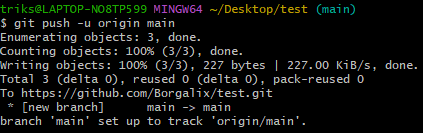 triks@LAPTOP-NO8TP599 MINGW64 ~/Desktop/test (main)
$ git push -u origin main
Enumerating objects: 3, done.
Counting objects: 100% (3/3), done.
Writing objects: 100% (3/3), 227 bytes | 227.00 KiB/s, done.
Total 3 (delta 0), reused 0 (delta 0), pack-reused 0
To https://github.com/Borgalix/test.git
 * [new branch]      main -> main
branch 'main' set up to track 'origin/main'.